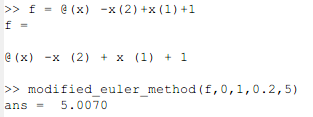 >> f = @(x) -x(2)+x(1)+1
f =
@(x) -x (2) + x (1) + 1
>> modified_euler_method(f,0,1,0.2,5)
ans = 5.0070